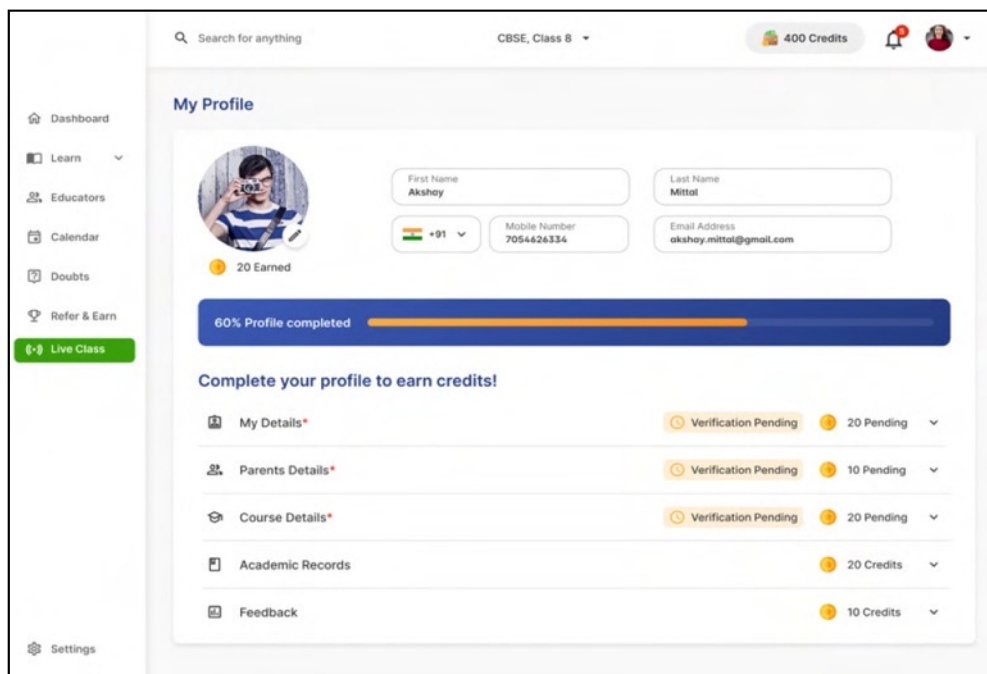 Search for anything
CBSE, Class 8
400 Credits
5
Dashboard
Learn
Educators
Calendar
Doubts
Refer & Earn
Live Class
Settings
My Profile
20 Earned
First Name
Akshay
Last Name
Mittal
+91
Mobile Number
7054626334
Email Address
akshay.mittal@gmail.com
60% Profile completed
Complete your profile to earn credits!
My Details* Verification Pending 20 Pending
Parents Details* Verification Pending 10 Pending
Course Details* Verification Pending 20 Pending
Academic Records 20 Credits
Feedback 10 Credits